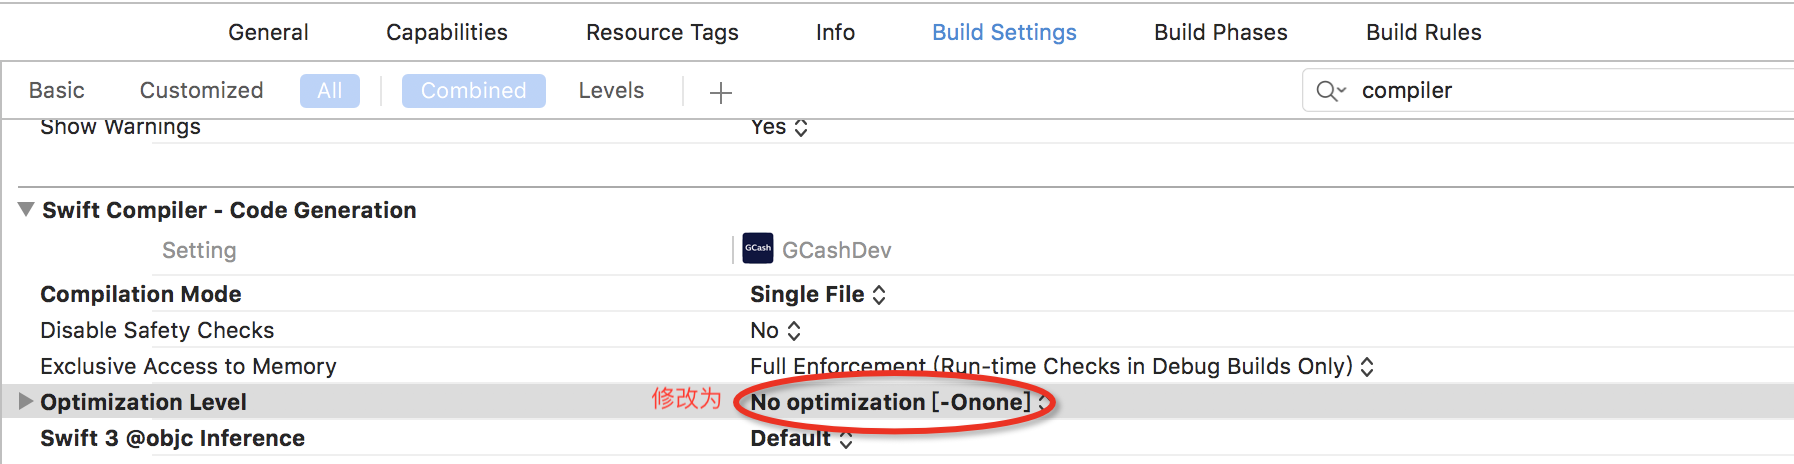 General Capabilities Resource Tags Info Build Settings Build Phases Build Rules
Basic Customized All Combined Levels + compiler
Show Warnings Yes
Swift Compiler - Code Generation
Setting GCash GCashDev
Compilation Mode Single File
Disable Safety Checks No
Exclusive Access to Memory Full Enforcement (Run-time Checks in Debug Builds Only)
Optimization Level 修改为 No optimization [-Onone]
Swift 3 @objc Inference Default